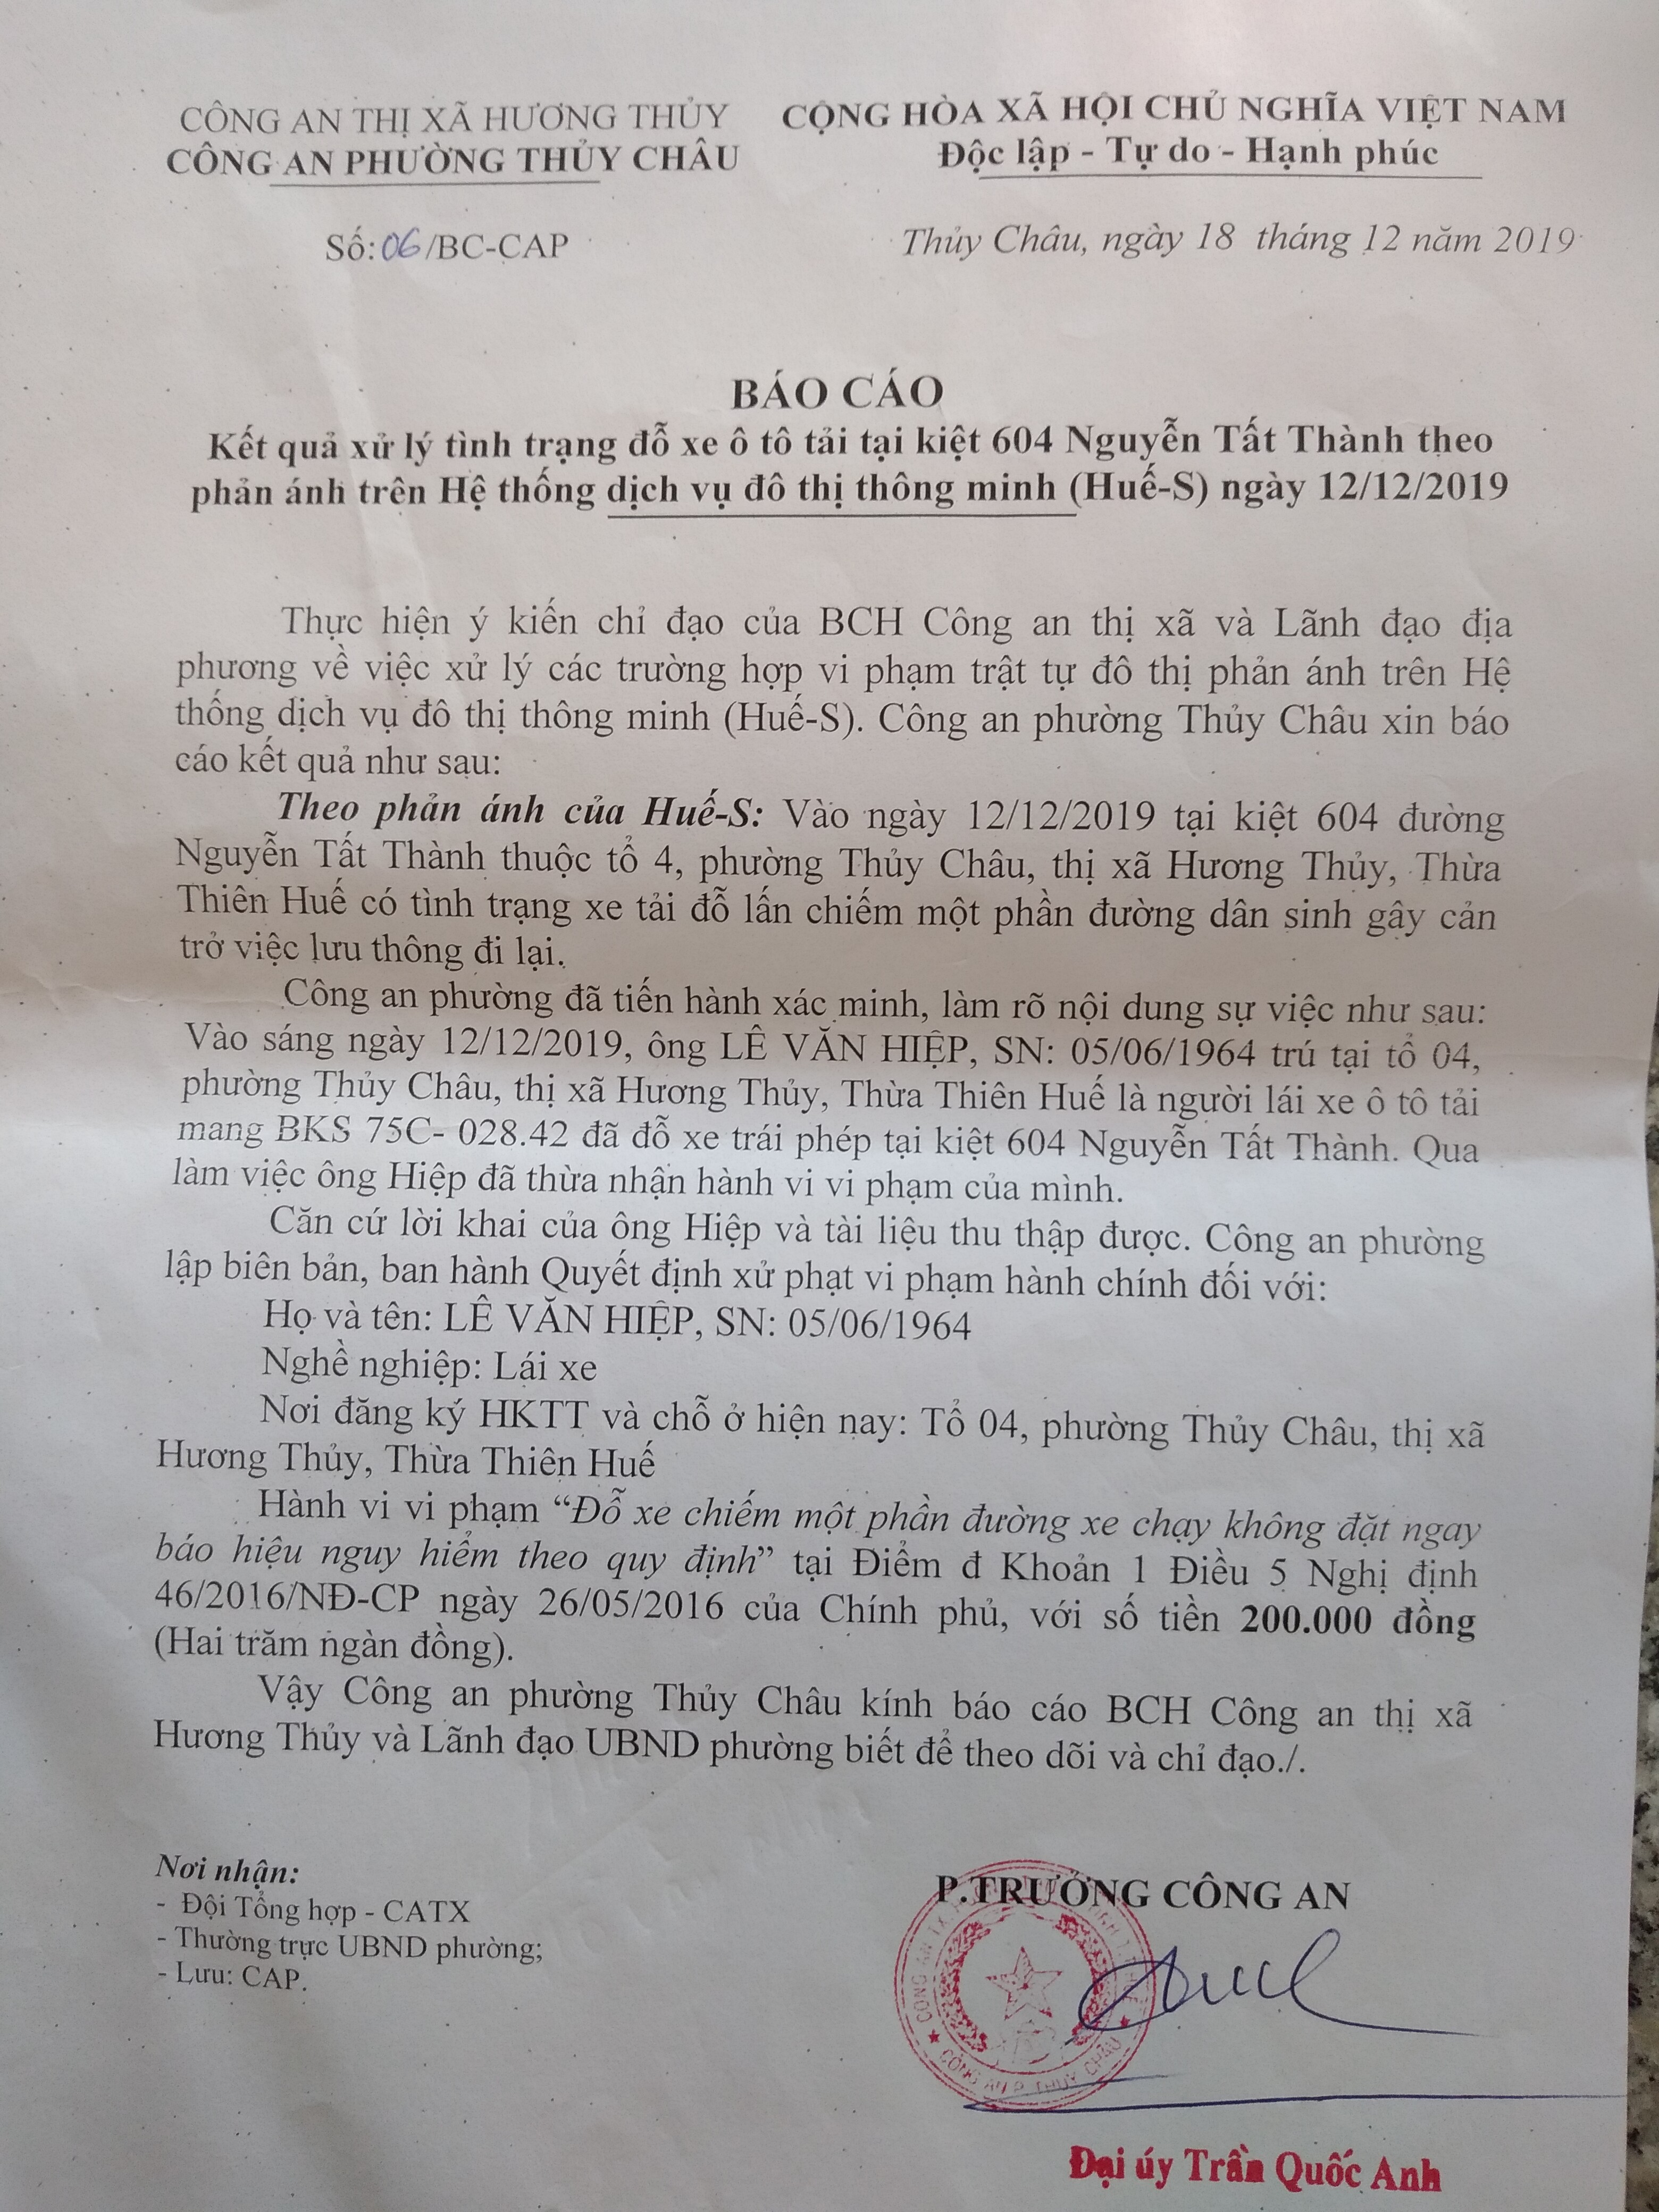 CÔNG AN THỊ XÃ HƯƠNG THỦY
CÔNG AN PHƯỜNG THỦY CHÂU
CỘNG HÒA XÃ HỘI CHỦ NGHĨA VIỆT NAM
Độc lập - Tự do - Hạnh phúc
Số: 06/BC-CAP
Thủy Châu, ngày 18 tháng 12 năm 2019
BÁO CÁO
Kết quả xử lý tình trạng đỗ xe ô tô tải tại kiệt 604 Nguyễn Tất Thành theo
phản ánh trên Hệ thống dịch vụ đô thị thông minh (Huế-S) ngày 12/12/2019
Thực hiện ý kiến chỉ đạo của BCH Công an thị xã và Lãnh đạo địa
phương về việc xử lý các trường hợp vi phạm trật tự đô thị phản ánh trên Hệ
thống dịch vụ đô thị thông minh (Huế-S). Công an phường Thủy Châu xin báo
cáo kết quả như sau:
Theo phản ánh của Huế-S: Vào ngày 12/12/2019 tại kiệt 604 đường
Nguyễn Tất Thành thuộc tổ 4, phường Thủy Châu, thị xã Hương Thủy, Thừa
Thiên Huế có tình trạng xe tải đỗ lấn chiếm một phần đường dân sinh gây cản
trở việc lưu thông đi lại.
Công an phường đã tiến hành xác minh, làm rõ nội dung sự việc như sau:
Vào sáng ngày 12/12/2019, ông LÊ VĂN HIỆP, SN: 05/06/1964 trú tại tổ 04,
phường Thủy Châu, thị xã Hương Thủy, Thừa Thiên Huế là người lái xe ô tô tải
mang BKS 75C- 028.42 đã đỗ xe trái phép tại kiệt 604 Nguyễn Tất Thành. Qua
làm việc ông Hiệp đã thừa nhận hành vi vi phạm của mình.
Căn cứ lời khai của ông Hiệp và tài liệu thu thập được. Công an phường
lập biên bản, ban hành Quyết định xử phạt vi phạm hành chính đối với:
Họ và tên: LÊ VĂN HIỆP, SN: 05/06/1964
Nghề nghiệp: Lái xe
Nơi đăng ký HKTT và chỗ ở hiện nay: Tổ 04, phường Thủy Châu, thị xã
Hương Thủy, Thừa Thiên Huế
Hành vi vi phạm “Đỗ xe chiếm một phần đường xe chạy không đặt ngay
báo hiệu nguy hiểm theo quy định” tại Điểm đ Khoản 1 Điều 5 Nghị định
46/2016/NĐ-CP ngày 26/05/2016 của Chính phủ, với số tiền 200.000 đồng
(Hai trăm ngàn đồng).
Vậy Công an phường Thủy Châu kính báo cáo BCH Công an thị xã
Hương Thủy và Lãnh đạo UBND phường biết để theo dõi và chỉ đạo./.
Nơi nhận:
- Đội Tổng hợp - CATX
- Thường trực UBND phường;
- Lưu: CAP.
P.TRƯỞNG CÔNG AN
CÔNG AN P. THỦY CHÂU
Đại úy Trần Quốc Anh